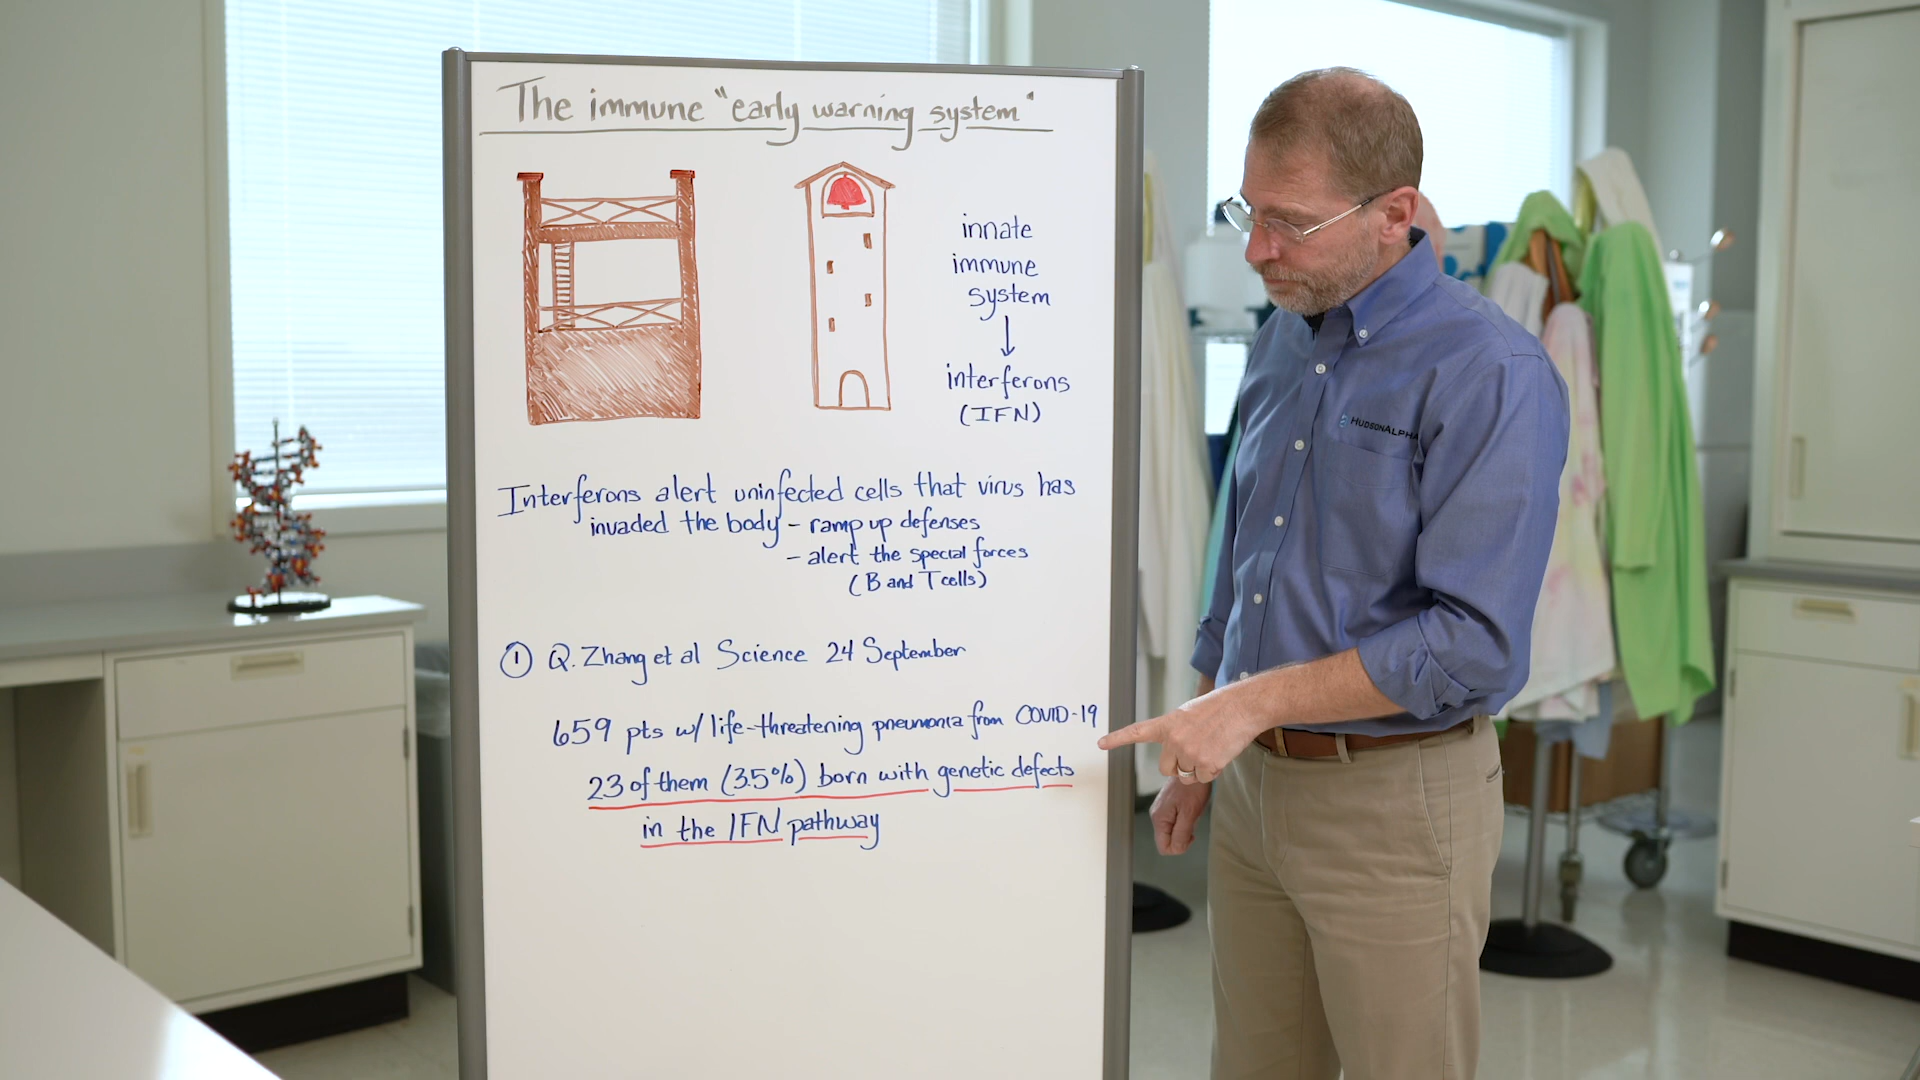 The immune "early warning system"
innate
immune
system
interferons
(IFN)
Interferons alert uninfected cells that virus has
invaded the body - ramp up defenses
- alert the special forces
(B and T cells)
① Q. Zhang et al Science 24 September
659 pts w/ life-threatening pneumonia from COVID-19
23 of them (3.5%) born with genetic defects
in the IFN pathway
HUDSONALPHA